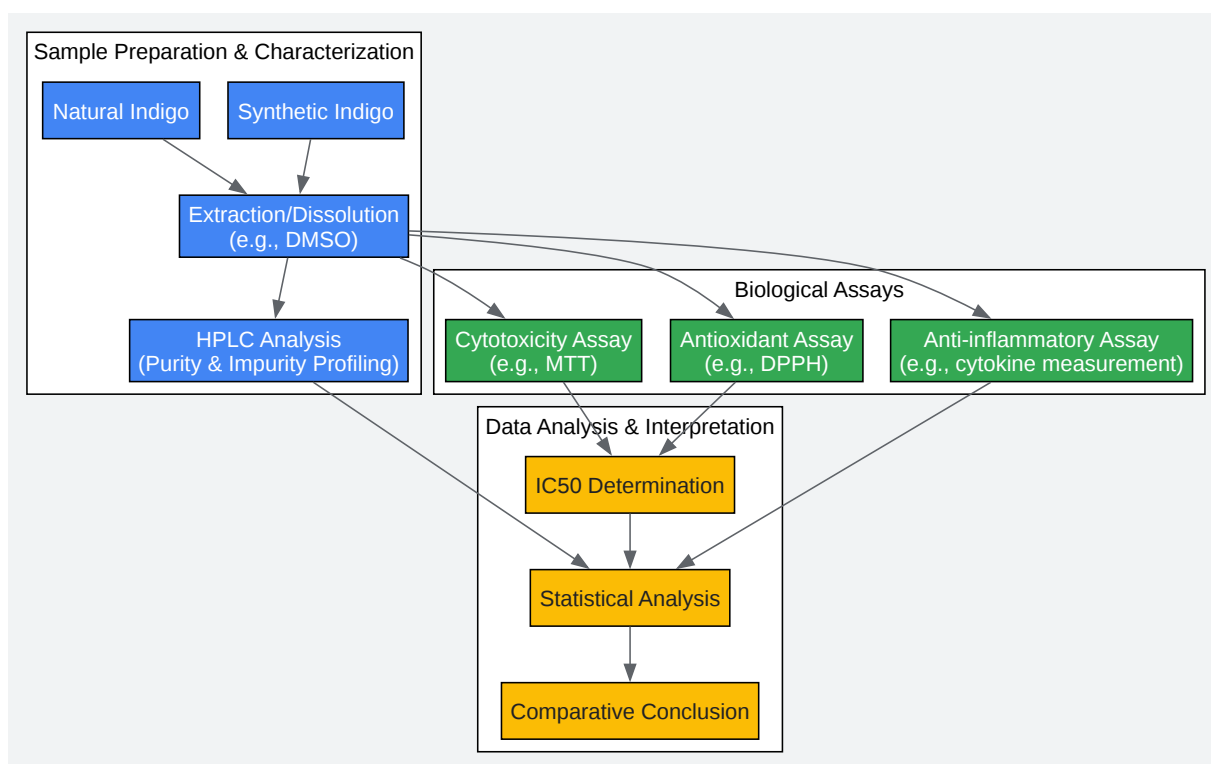 Sample Preparation & Characterization
Natural Indigo
Synthetic Indigo
Extraction/Dissolution
(e.g., DMSO)
HPLC Analysis
(Purity & Impurity Profiling)
Biological Assays
Cytotoxicity Assay
(e.g., MTT)
Antioxidant Assay
(e.g., DPPH)
Anti-inflammatory Assay
(e.g., cytokine measurement)
Data Analysis & Interpretation
IC50 Determination
Statistical Analysis
Comparative Conclusion